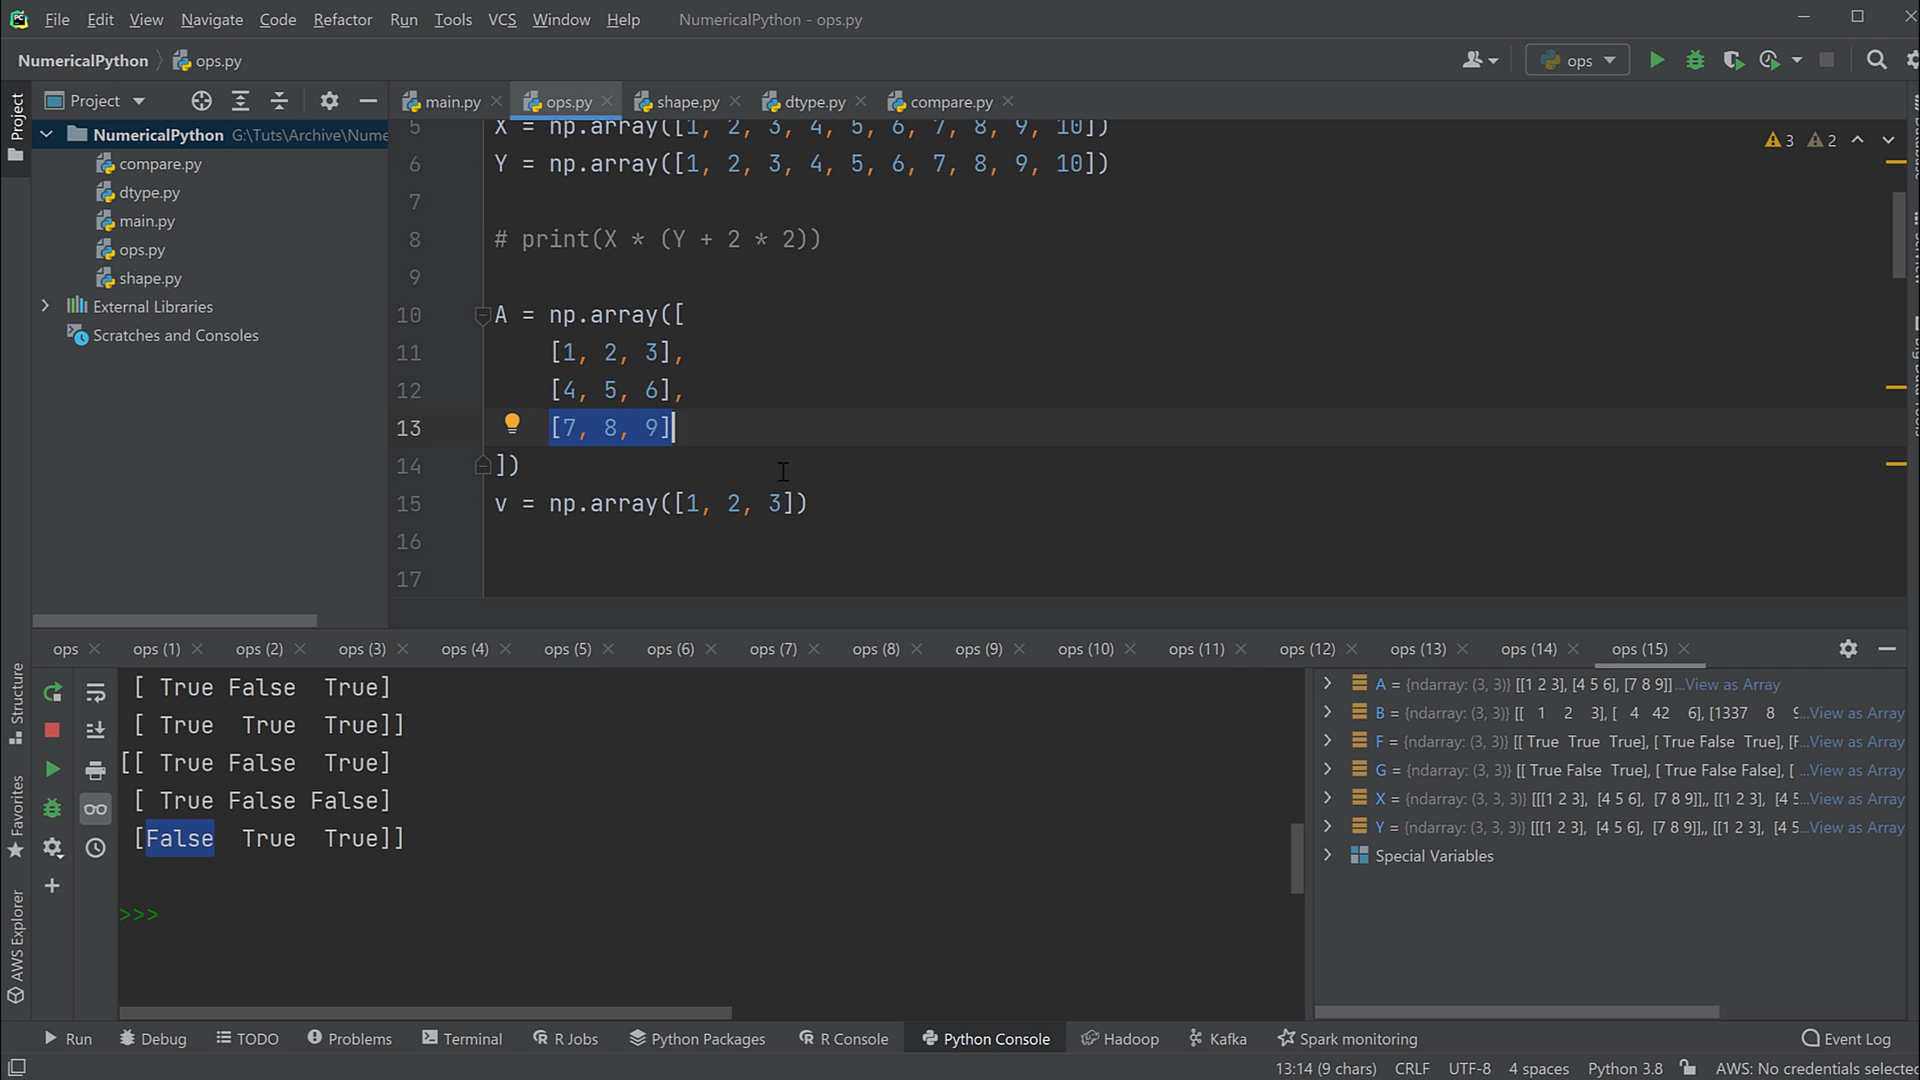 File Edit View Navigate Code Refactor Run Tools VCS Window Help NumericalPython - ops.py
NumericalPython ops.py
ops
Project
main.py ops.py shape.py dtype.py compare.py
Project
NumericalPython G:\Tuts\Archive\Nume
compare.py
dtype.py
main.py
ops.py
shape.py
External Libraries
Scratches and Consoles
3 2
5 X = np.array([1, 2, 3, 4, 5, 6, 7, 8, 9, 10])
6 Y = np.array([1, 2, 3, 4, 5, 6, 7, 8, 9, 10])
7
8 # print(X * (Y + 2 * 2))
9
10 A = np.array([
11 [1, 2, 3],
12 [4, 5, 6],
13 [7, 8, 9]
14 ])
15 v = np.array([1, 2, 3])
16
17
ops ops (1) ops (2) ops (3) ops (4) ops (5) ops (6) ops (7) ops (8) ops (9) ops (10) ops (11) ops (12) ops (13) ops (14) ops (15)
Structure
Favorites
AWS Explorer
[ True False  True]
[ True  True  True]]
[[ True False  True]
[ True False False]
[False  True  True]]
>>>
A = {ndarray: (3, 3)} [[1 2 3], [4 5 6], [7 8 9]] ...View as Array
B = {ndarray: (3, 3)} [[ 1 2 3], [ 4 42 6], [1337 8 9...View as Array
F = {ndarray: (3, 3)} [[ True True True], [ True False True], [F...View as Array
G = {ndarray: (3, 3)} [[ True False True], [ True False False], [ ...View as Array
X = {ndarray: (3, 3, 3)} [[[1 2 3], [4 5 6], [7 8 9]],, [[1 2 3], [4 5...View as Array
Y = {ndarray: (3, 3, 3)} [[[1 2 3], [4 5 6], [7 8 9]],, [[1 2 3], [4 5...View as Array
Special Variables
Run Debug TODO Problems Terminal R Jobs Python Packages R Console Python Console Hadoop Kafka Spark monitoring Event Log
13:14 (9 chars) CRLF UTF-8 4 spaces Python 3.8 AWS: No credentials selected